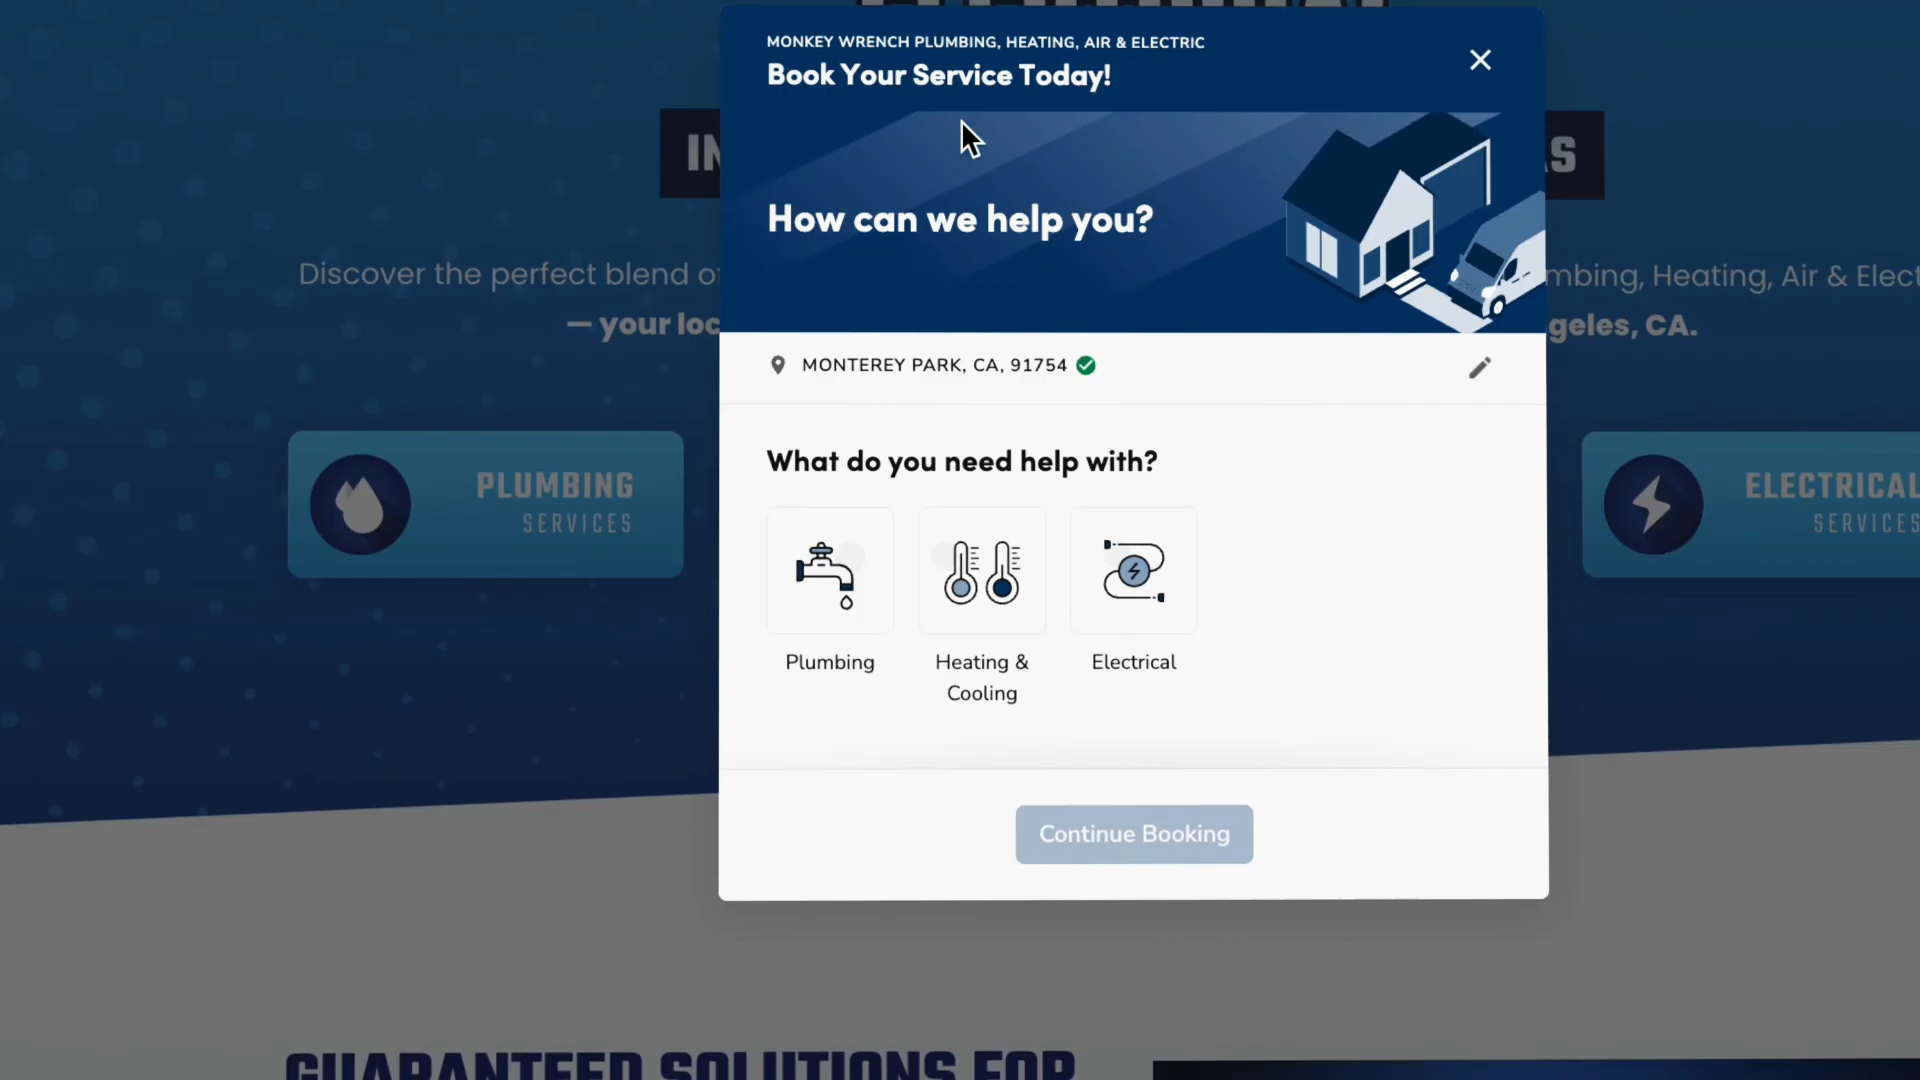 MONKEY WRENCH PLUMBING, HEATING, AIR & ELECTRIC
Book Your Service Today!
How can we help you?
Discover the perfect blend
mbing, Heating, Air & Elect
— your loc
geles, CA.
MONTEREY PARK, CA, 91754
What do you need help with?
PLUMBING
SERVICES
ELECTRICAL
SERVICES
Plumbing
Heating &
Cooling
Electrical
Continue Booking
GUARANTEED SOLUTIONS FOR